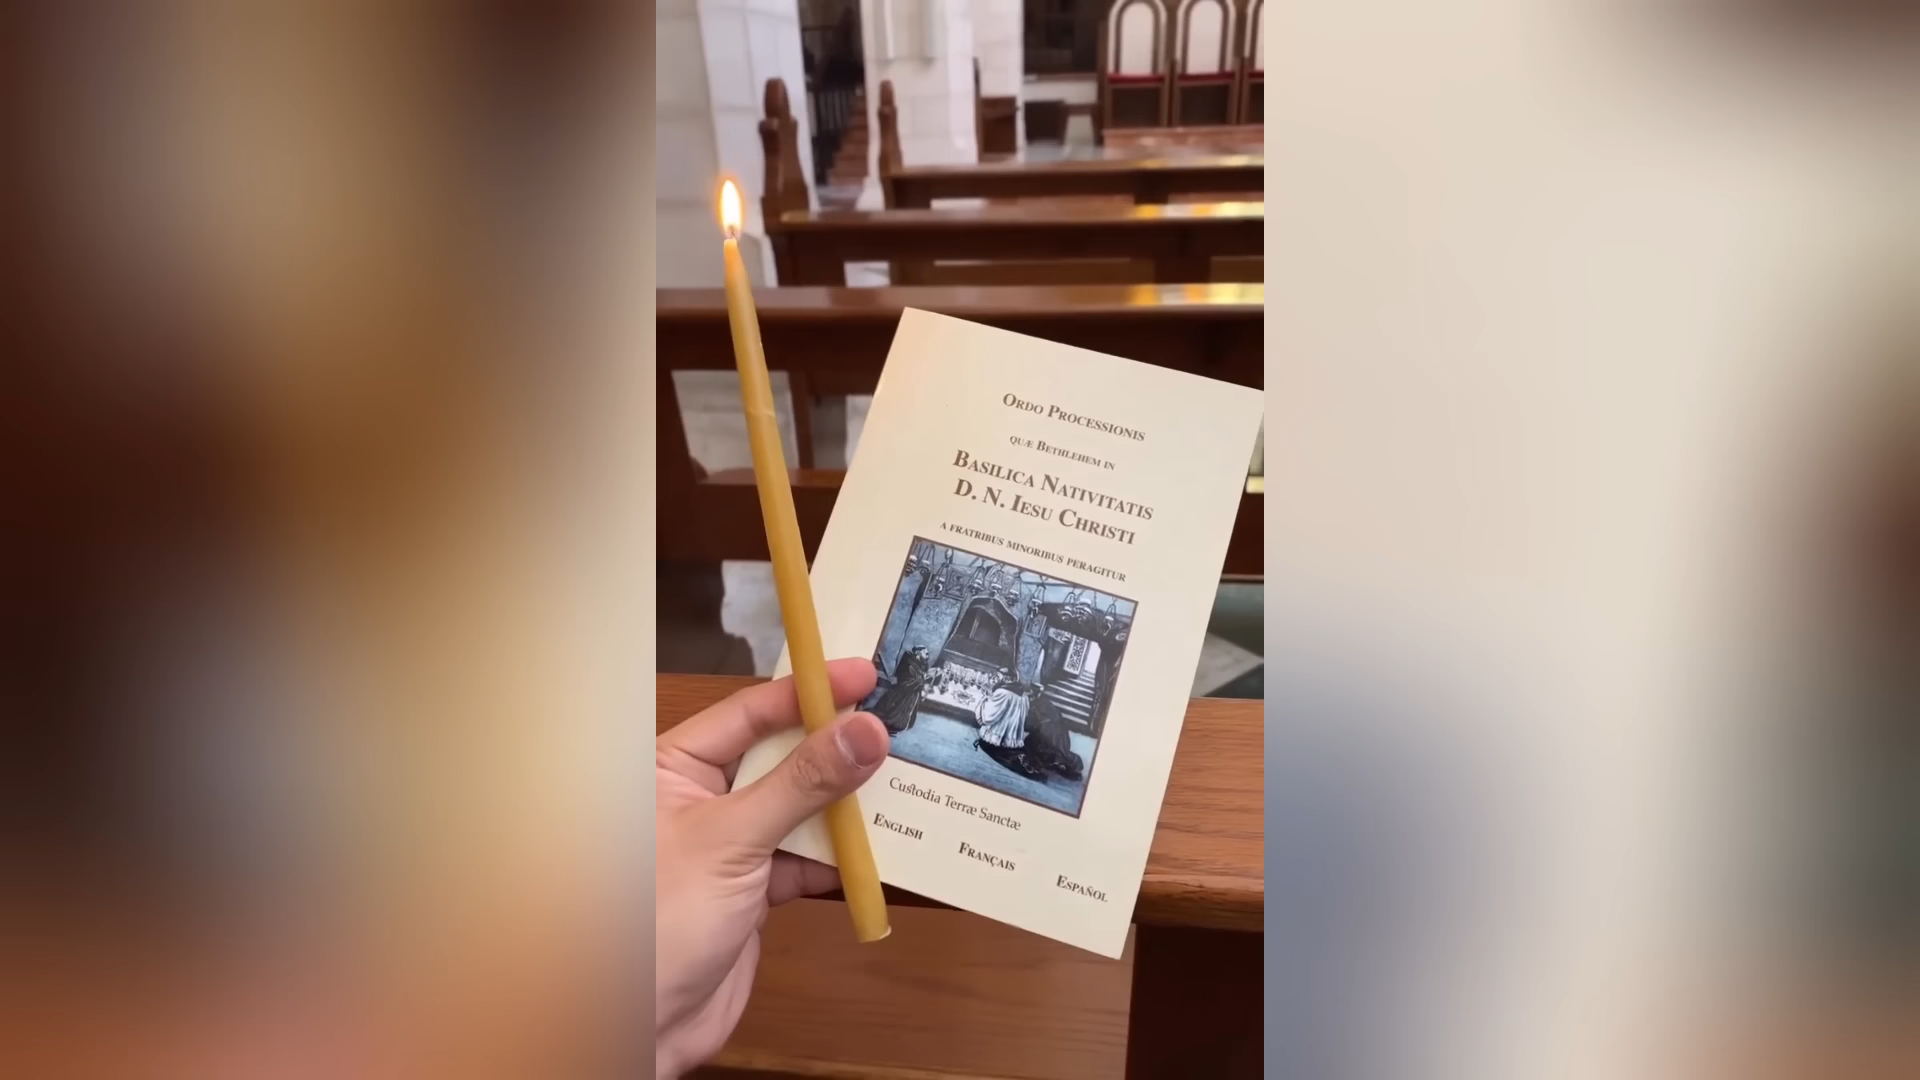 ORDO PROCESSIONIS
QUÆ BETHLEHEM IN
BASILICA NATIVITATIS
D. N. IESU CHRISTI
A FRATRIBUS MINORIBUS PERAGITUR
Custodia Terræ Sanctæ
ENGLISH
FRANÇAIS
ESPAÑOL